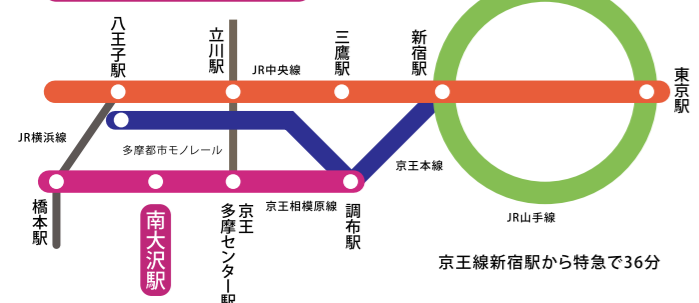 八王子駅
立川駅
JR中央線
三鷹駅
新宿駅
東京駅
JR横浜線
多摩都市モノレール
京王本線
橋本駅
南大沢駅
京王
多摩センター駅
京王相模原線
調布駅
JR山手線
京王線新宿駅から特急で36分